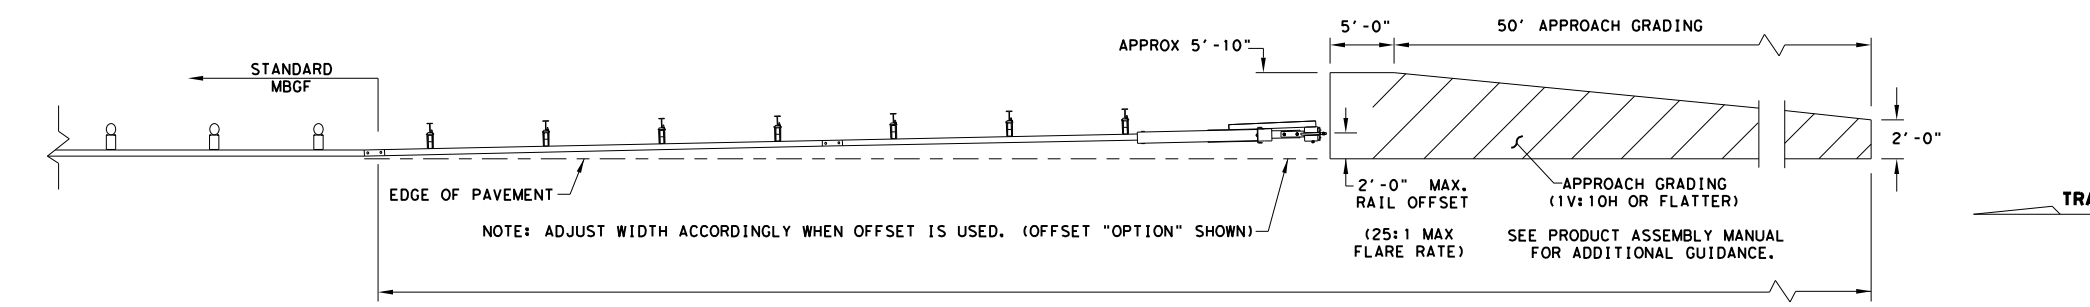 5'-0"
50' APPROACH GRADING
APPROX 5'-10"
STANDARD
MBGF
2'-0"
EDGE OF PAVEMENT
2'-0" MAX.
RAIL OFFSET
APPROACH GRADING
(1V:10H OR FLATTER)
NOTE: ADJUST WIDTH ACCORDINGLY WHEN OFFSET IS USED. (OFFSET "OPTION" SHOWN)
(25:1 MAX
FLARE RATE)
SEE PRODUCT ASSEMBLY MANUAL
FOR ADDITIONAL GUIDANCE.